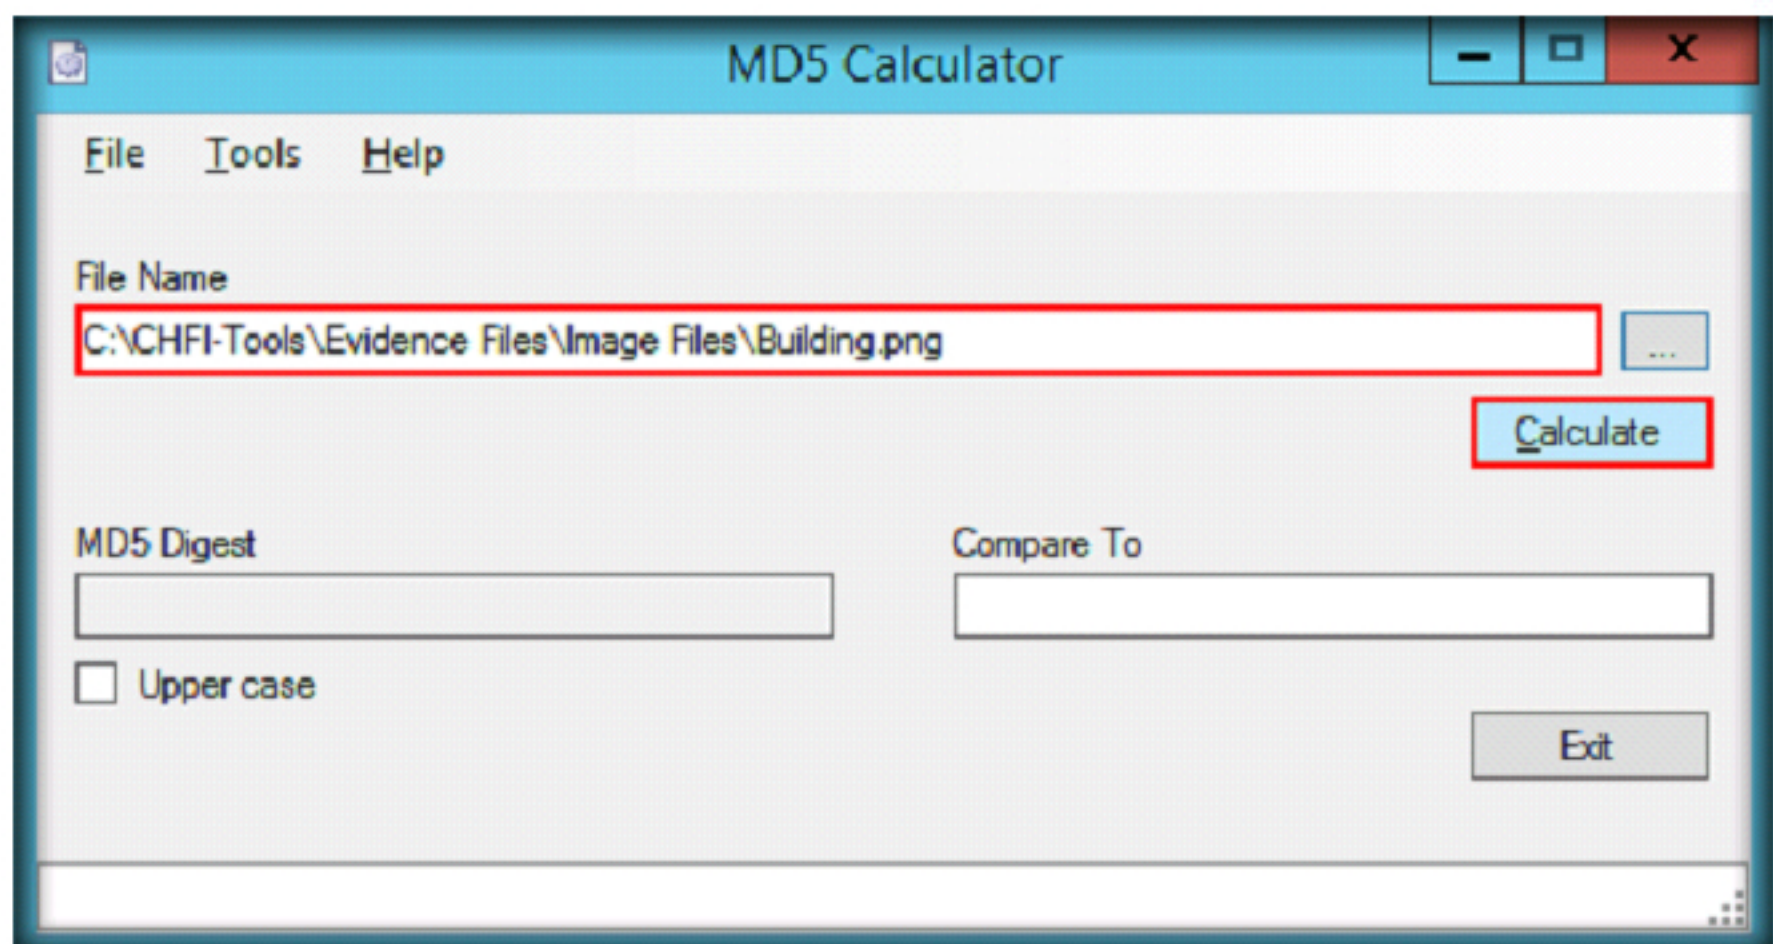 MD5 Calculator
File Tools Help
File Name
C:\CHFI-Tools\Evidence Files\Image Files\Building.png
...
Calculate
MD5 Digest
Compare To
Upper case
Exit